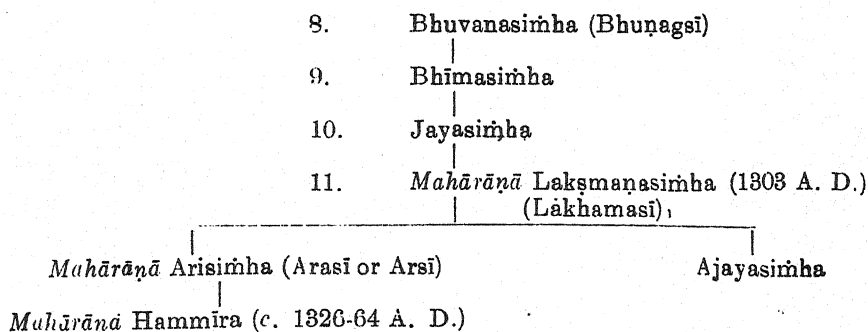 8. Bhuvanasiṁha (Bhuṇagsī)
9. Bhīmasiṁha
10. Jayasiṁha
11. Mahārāṇā Lakṣmaṇasiṁha (1303 A. D.)
(Lākhamasī)
Mahārāṇā Arisiṁha (Arasī or Arsī) Ajayasiṁha
Mahārāṇā Hammīra (c. 1326-64 A. D.)